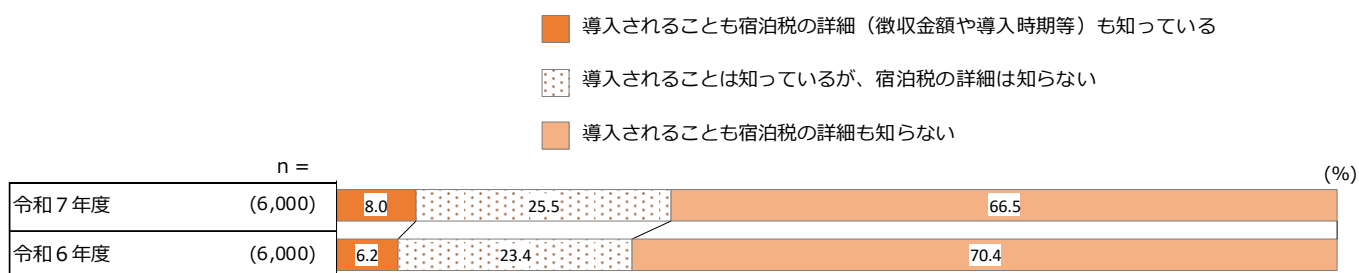 導入されることも宿泊税の詳細（徴収金額や導入時期等）も知っている
導入されることは知っているが、宿泊税の詳細は知らない
導入されることも宿泊税の詳細も知らない
n =
(%)
令和７年度 (6,000) 8.0 25.5 66.5
令和６年度 (6,000) 6.2 23.4 70.4